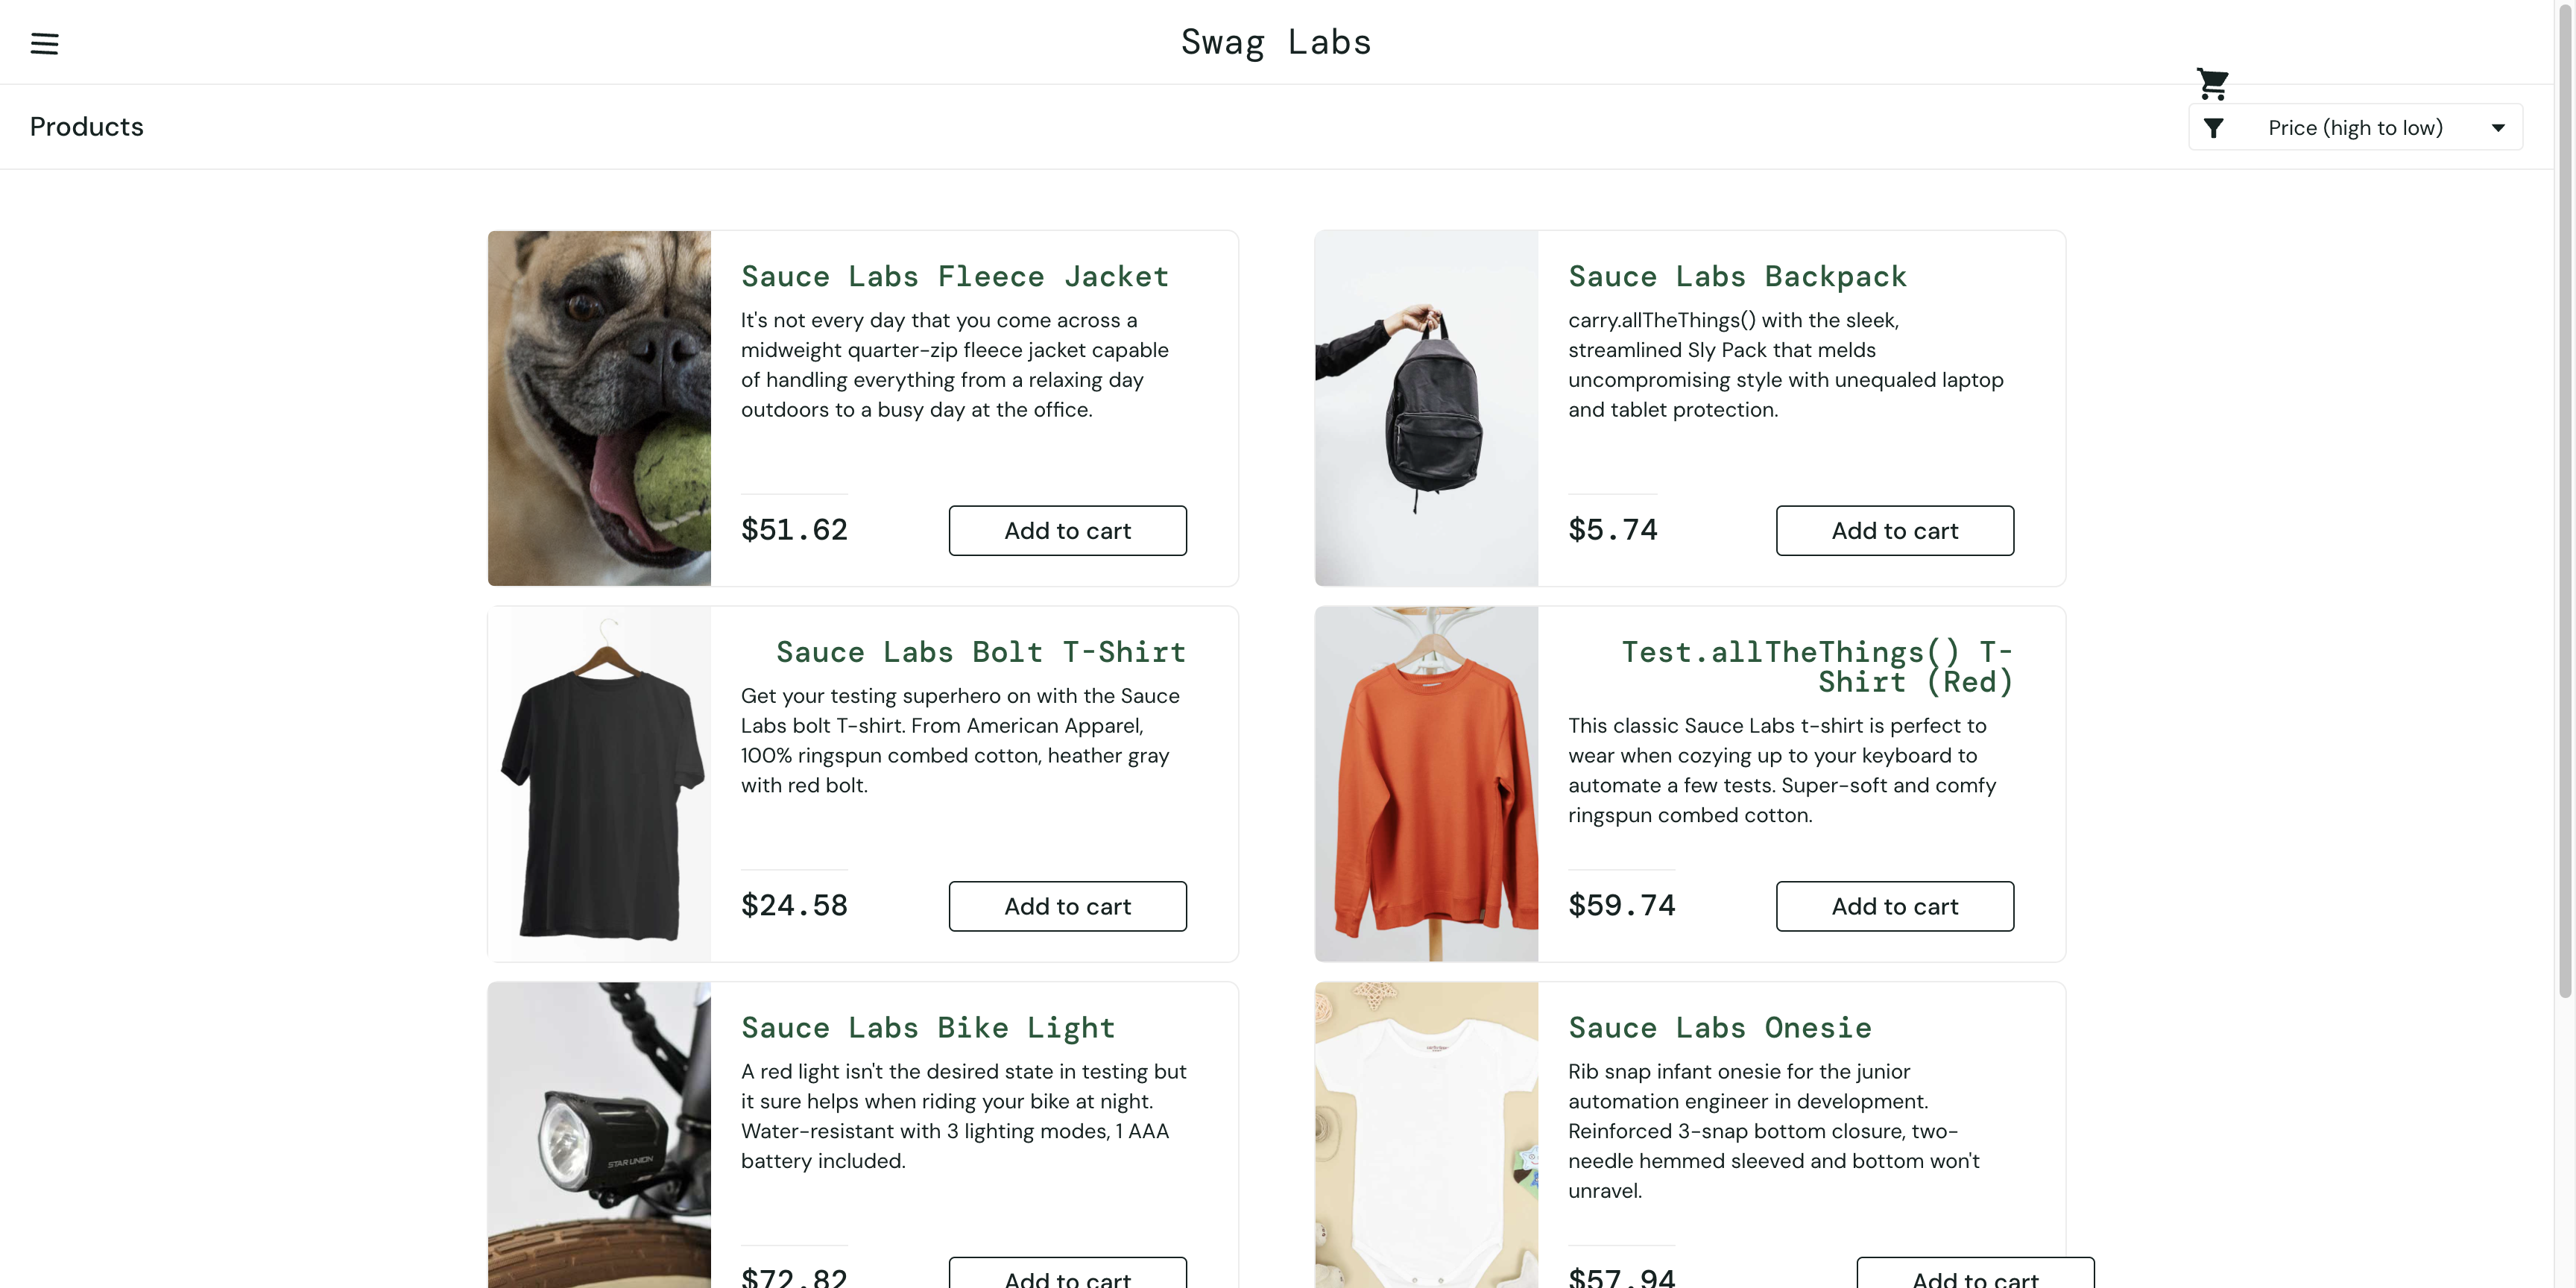 Swag Labs
Products
Price (high to low)
Sauce Labs Fleece Jacket
It's not every day that you come across a
midweight quarter-zip fleece jacket capable
of handling everything from a relaxing day
outdoors to a busy day at the office.
$51.62
Add to cart
Sauce Labs Backpack
carry.allTheThings() with the sleek,
streamlined Sly Pack that melds
uncompromising style with unequaled laptop
and tablet protection.
$5.74
Add to cart
Sauce Labs Bolt T-Shirt
Get your testing superhero on with the Sauce
Labs bolt T-shirt. From American Apparel,
100% ringspun combed cotton, heather gray
with red bolt.
$24.58
Add to cart
Test.allTheThings() T-
Shirt (Red)
This classic Sauce Labs t-shirt is perfect to
wear when cozying up to your keyboard to
automate a few tests. Super-soft and comfy
ringspun combed cotton.
$59.74
Add to cart
Sauce Labs Bike Light
A red light isn't the desired state in testing but
it sure helps when riding your bike at night.
Water-resistant with 3 lighting modes, 1 AAA
battery included.
STAR UNION
$72.82
Add to cart
Sauce Labs Onesie
Rib snap infant onesie for the junior
automation engineer in development.
Reinforced 3-snap bottom closure, two-
needle hemmed sleeved and bottom won't
unravel.
$57.94
Add to cart